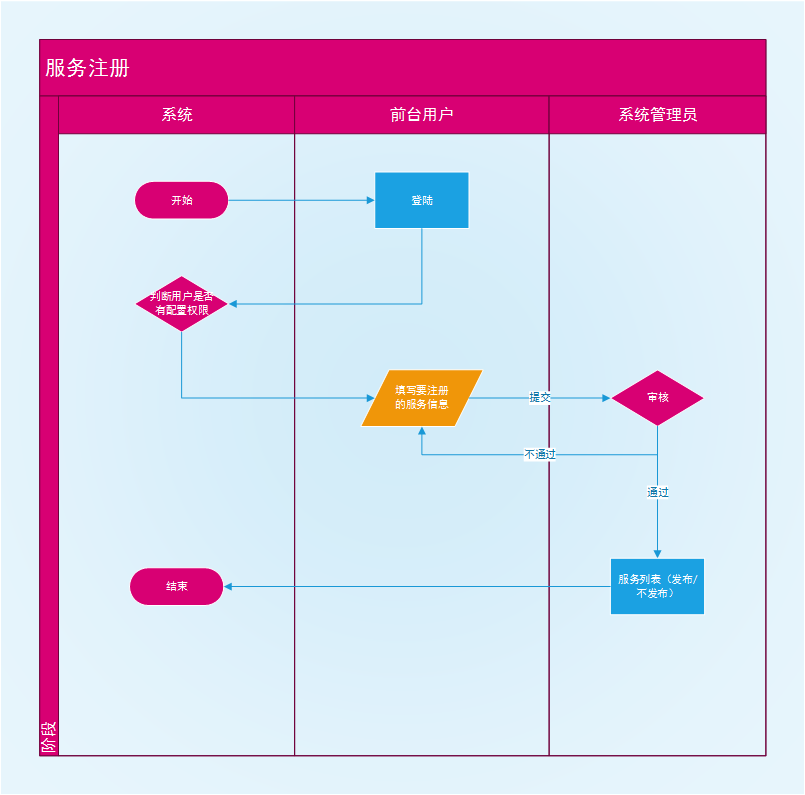 服务注册
系统
前台用户
系统管理员
开始
登陆
判断用户是否
有配置权限
填写要注册
的服务信息
提交
审核
不通过
通过
服务列表（发布/
不发布）
结束
阶段